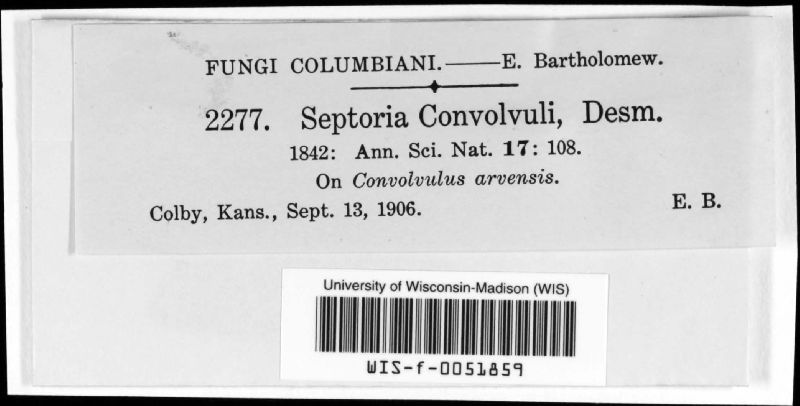 FUNGI COLUMBIANI.——E. Bartholomew.
2277. Septoria Convolvuli, Desm.
1842: Ann. Sci. Nat. 17: 108.
On Convolvulus arvensis.
Colby, Kans., Sept. 13, 1906. E. B.
University of Wisconsin-Madison (WIS)
WIS-f-0051859